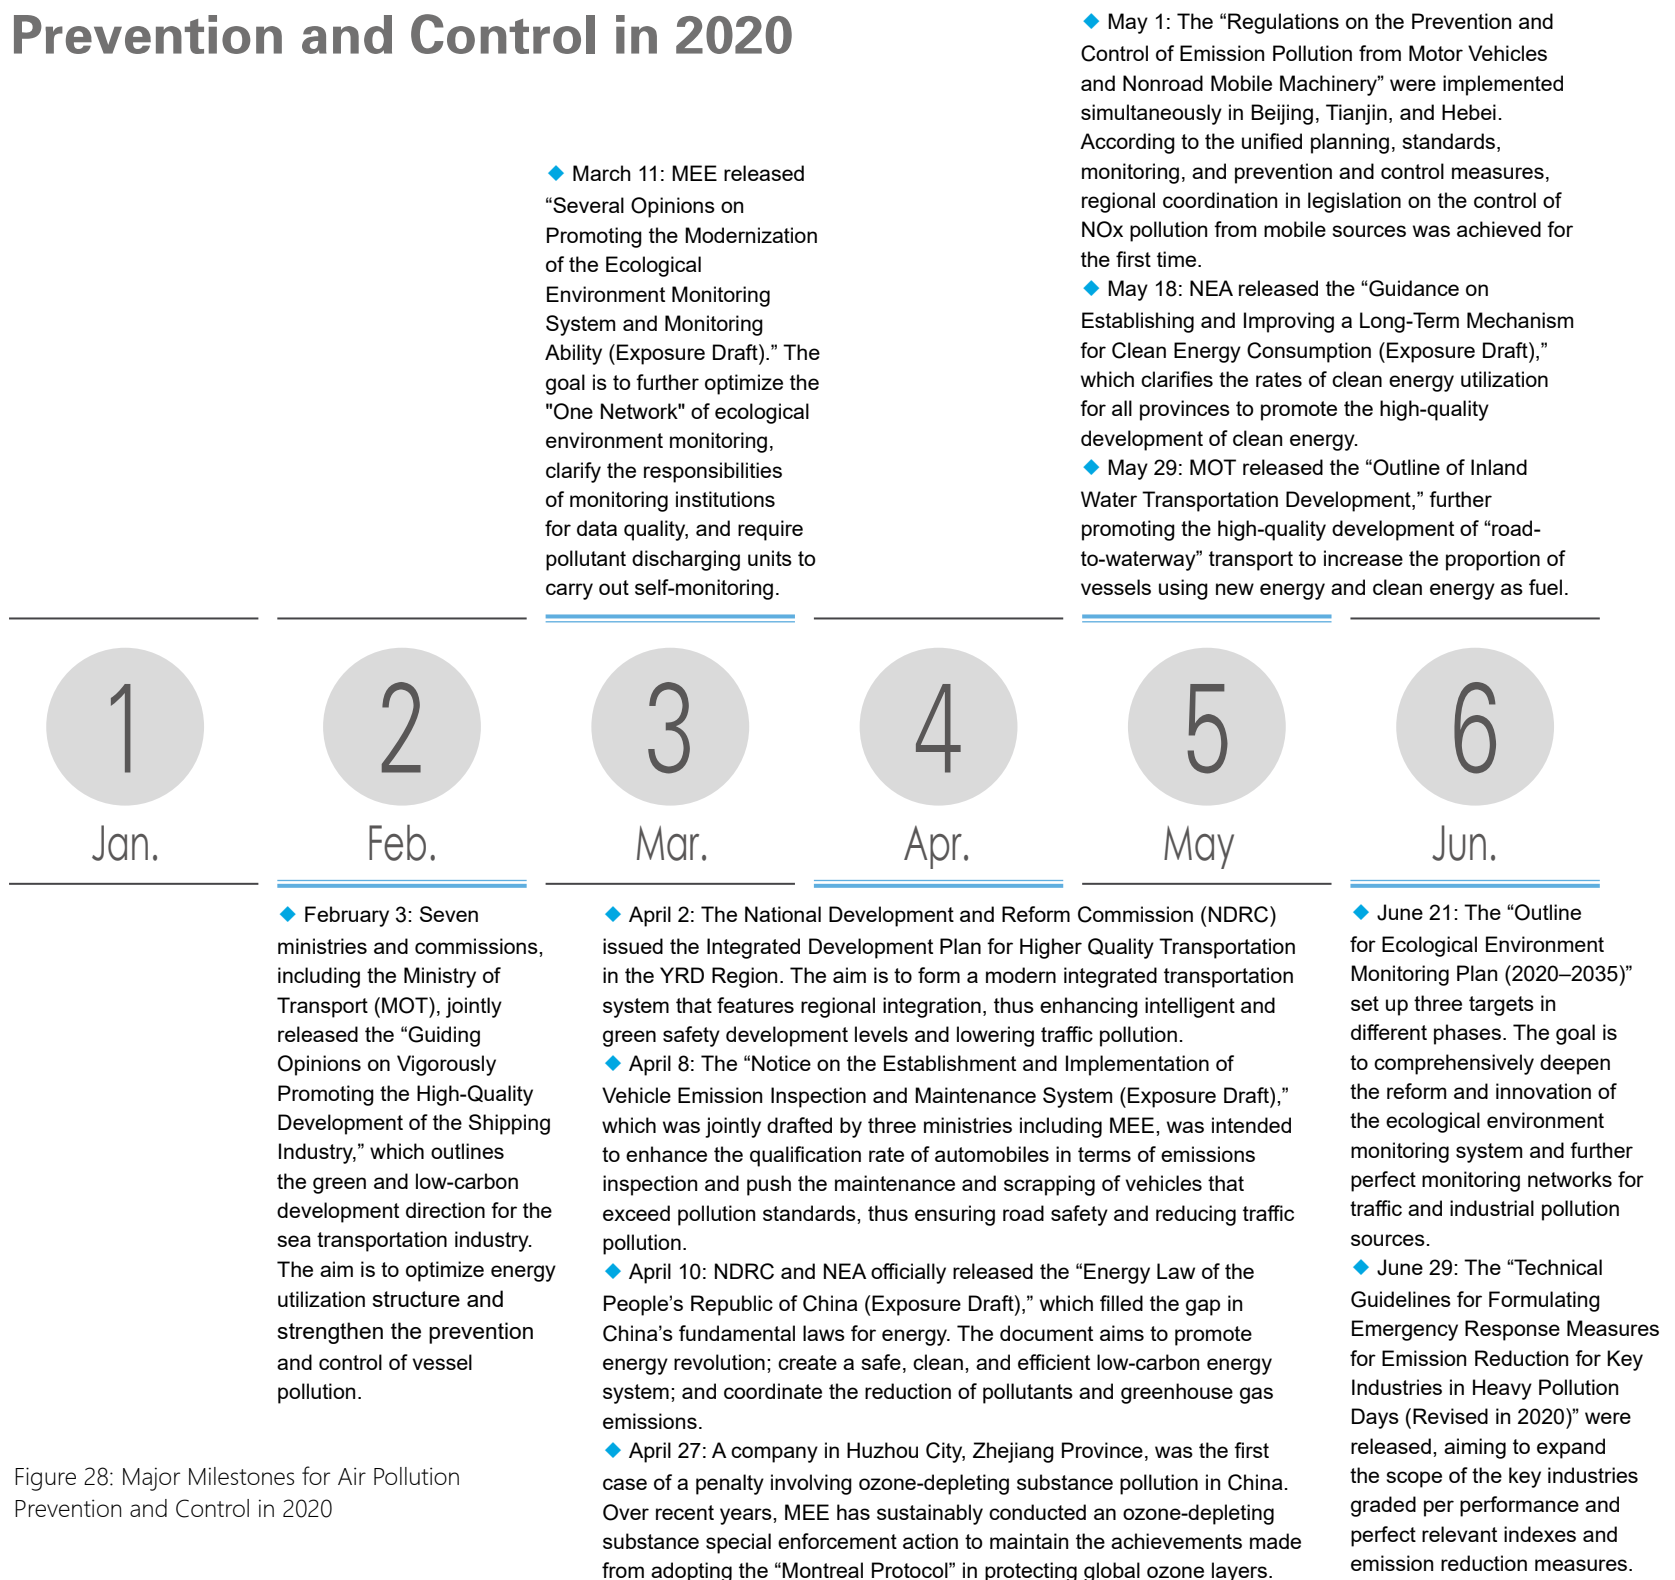 Prevention and Control in 2020
◆ March 11: MEE released
“Several Opinions on
Promoting the Modernization
of the Ecological
Environment Monitoring
System and Monitoring
Ability (Exposure Draft).” The
goal is to further optimize the
"One Network" of ecological
environment monitoring,
clarify the responsibilities
of monitoring institutions
for data quality, and require
pollutant discharging units to
carry out self-monitoring.
◆ May 1: The “Regulations on the Prevention and
Control of Emission Pollution from Motor Vehicles
and Nonroad Mobile Machinery” were implemented
simultaneously in Beijing, Tianjin, and Hebei.
According to the unified planning, standards,
monitoring, and prevention and control measures,
regional coordination in legislation on the control of
NOx pollution from mobile sources was achieved for
the first time.
◆ May 18: NEA released the “Guidance on
Establishing and Improving a Long-Term Mechanism
for Clean Energy Consumption (Exposure Draft),”
which clarifies the rates of clean energy utilization
for all provinces to promote the high-quality
development of clean energy.
◆ May 29: MOT released the “Outline of Inland
Water Transportation Development,” further
promoting the high-quality development of “road-
to-waterway” transport to increase the proportion of
vessels using new energy and clean energy as fuel.
1
2
3
4
5
6
Jan.
Feb.
Mar.
Apr.
May
Jun.
◆ February 3: Seven
ministries and commissions,
including the Ministry of
Transport (MOT), jointly
released the “Guiding
Opinions on Vigorously
Promoting the High-Quality
Development of the Shipping
Industry,” which outlines
the green and low-carbon
development direction for the
sea transportation industry.
The aim is to optimize energy
utilization structure and
strengthen the prevention
and control of vessel
pollution.
◆ April 2: The National Development and Reform Commission (NDRC)
issued the Integrated Development Plan for Higher Quality Transportation
in the YRD Region. The aim is to form a modern integrated transportation
system that features regional integration, thus enhancing intelligent and
green safety development levels and lowering traffic pollution.
◆ April 8: The “Notice on the Establishment and Implementation of
Vehicle Emission Inspection and Maintenance System (Exposure Draft),”
which was jointly drafted by three ministries including MEE, was intended
to enhance the qualification rate of automobiles in terms of emissions
inspection and push the maintenance and scrapping of vehicles that
exceed pollution standards, thus ensuring road safety and reducing traffic
pollution.
◆ April 10: NDRC and NEA officially released the “Energy Law of the
People’s Republic of China (Exposure Draft),” which filled the gap in
China’s fundamental laws for energy. The document aims to promote
energy revolution; create a safe, clean, and efficient low-carbon energy
system; and coordinate the reduction of pollutants and greenhouse gas
emissions.
◆ April 27: A company in Huzhou City, Zhejiang Province, was the first
case of a penalty involving ozone-depleting substance pollution in China.
Over recent years, MEE has sustainably conducted an ozone-depleting
substance special enforcement action to maintain the achievements made
from adopting the “Montreal Protocol” in protecting global ozone layers.
◆ June 21: The “Outline
for Ecological Environment
Monitoring Plan (2020–2035)”
set up three targets in
different phases. The goal is
to comprehensively deepen
the reform and innovation of
the ecological environment
monitoring system and further
perfect monitoring networks for
traffic and industrial pollution
sources.
◆ June 29: The “Technical
Guidelines for Formulating
Emergency Response Measures
for Emission Reduction for Key
Industries in Heavy Pollution
Days (Revised in 2020)” were
released, aiming to expand
the scope of the key industries
graded per performance and
perfect relevant indexes and
emission reduction measures.
Figure 28: Major Milestones for Air Pollution
Prevention and Control in 2020